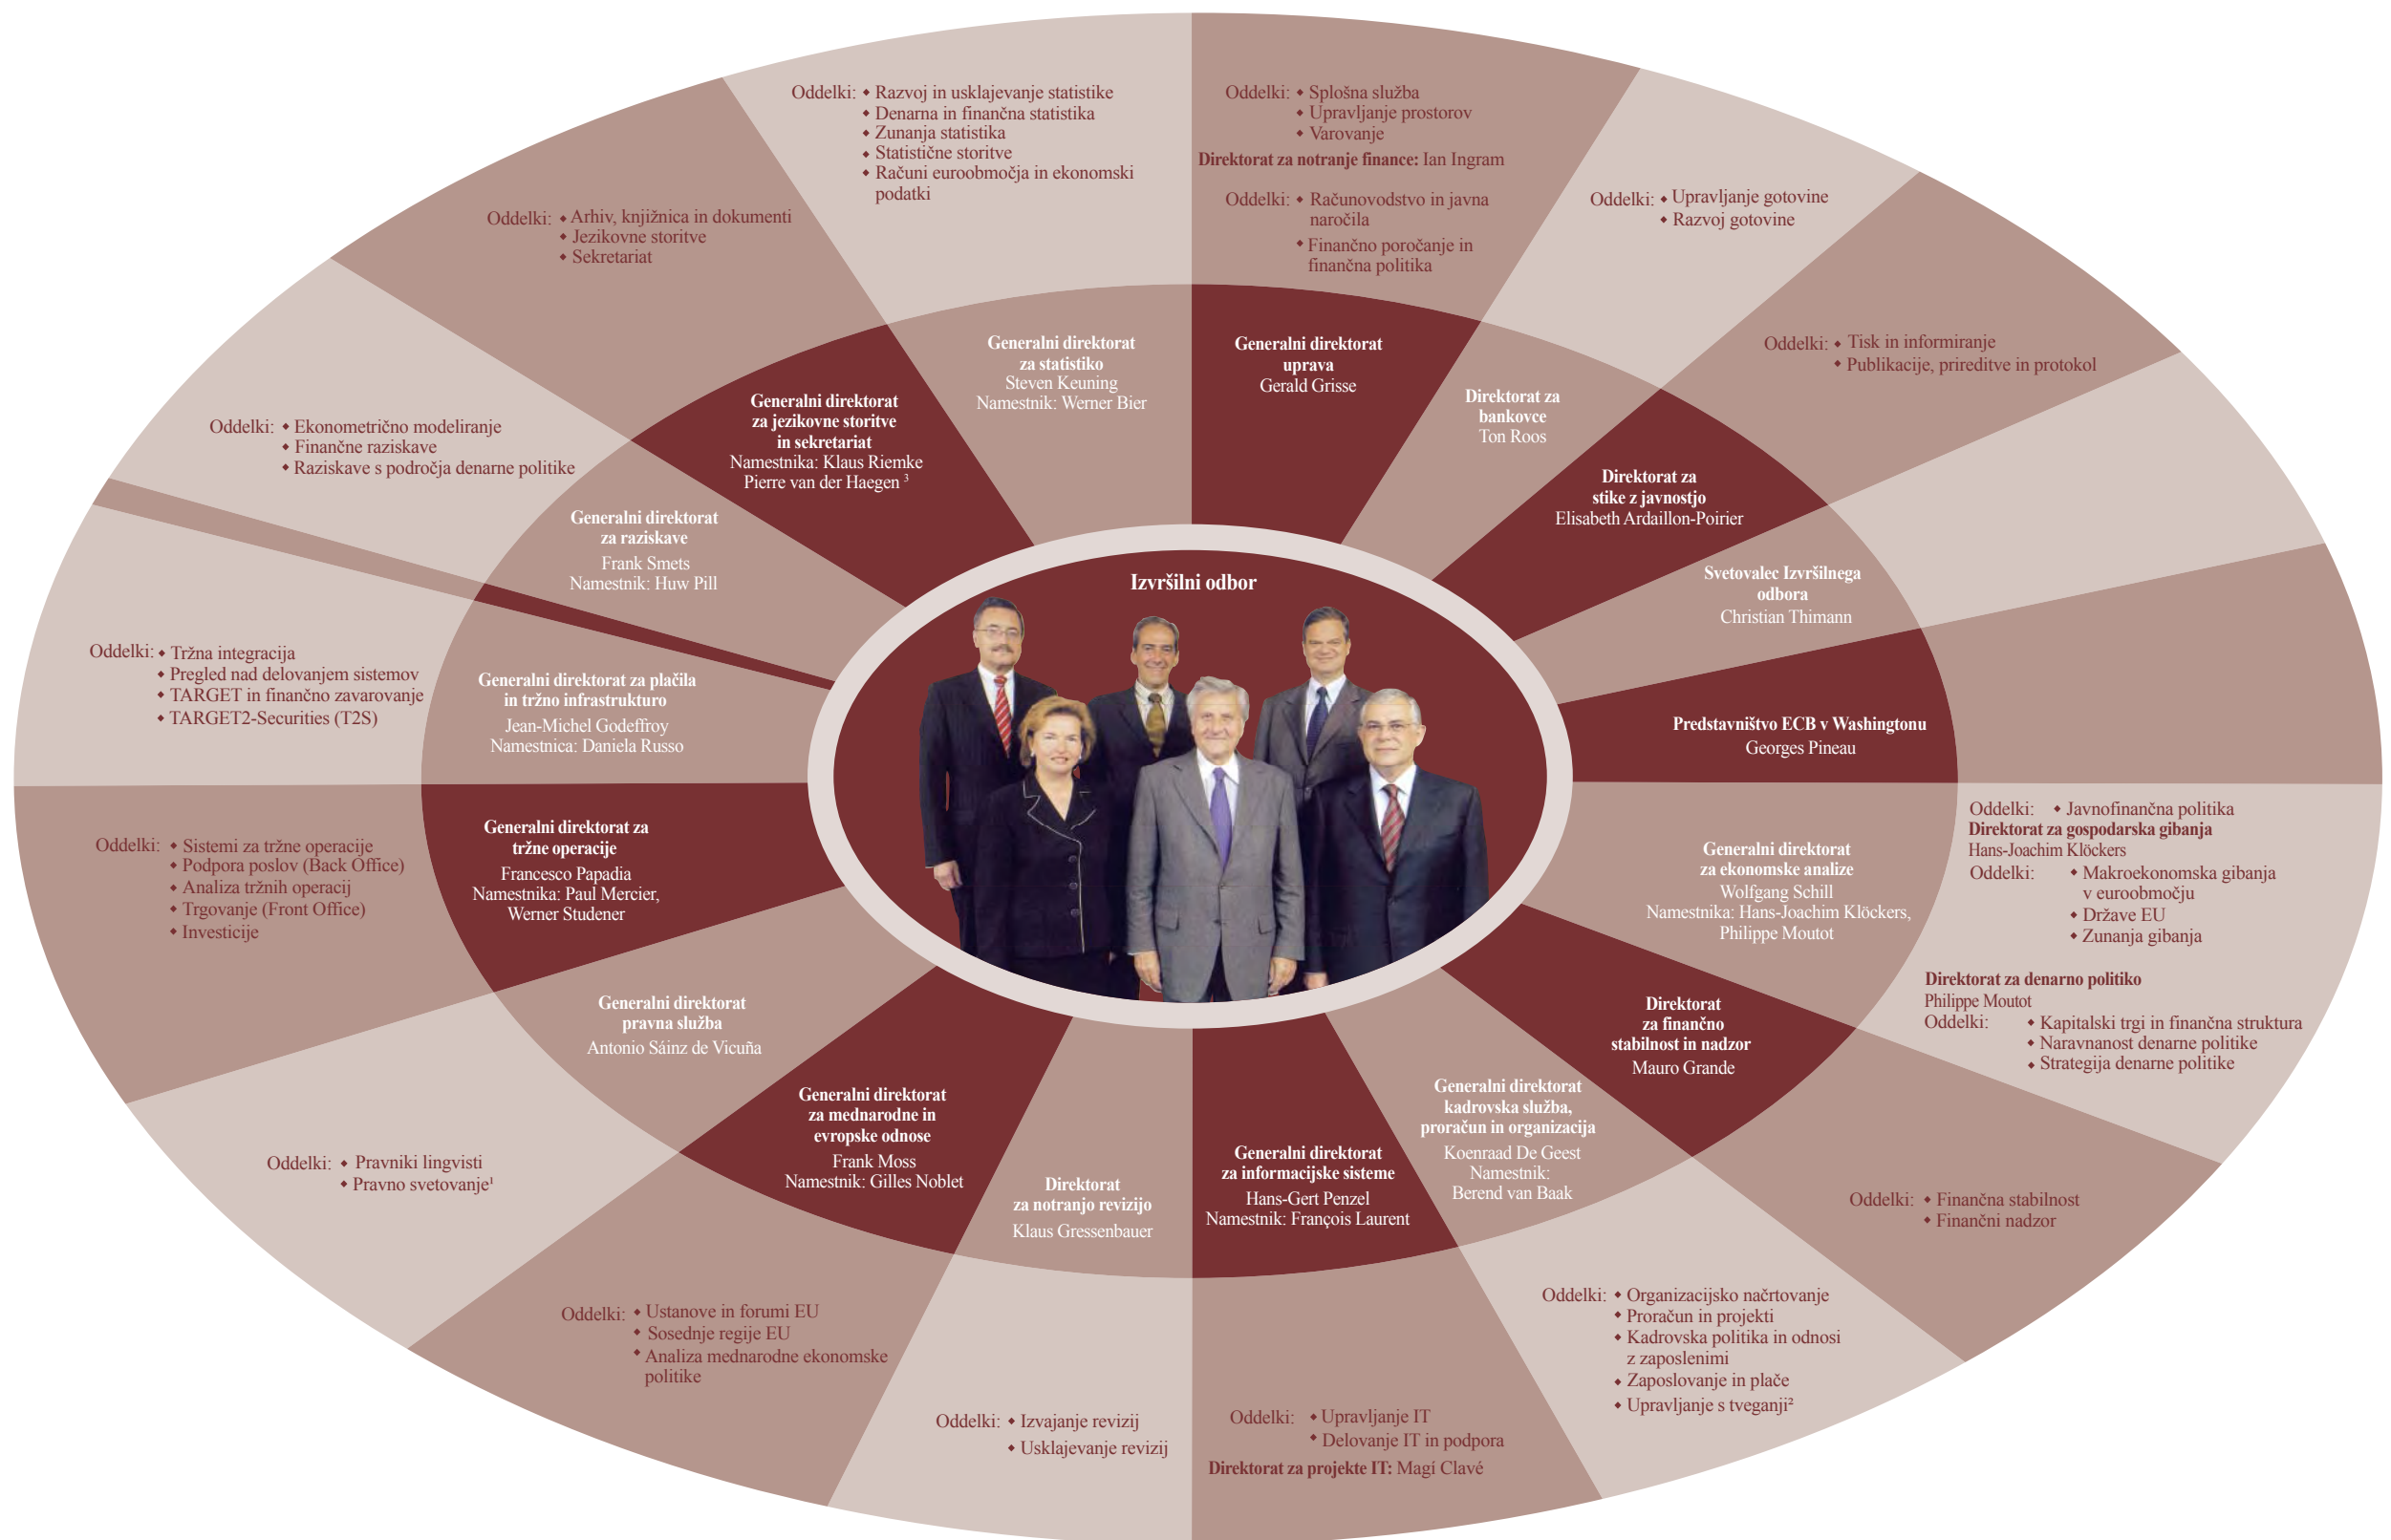 Izvršilni odbor
Oddelki: ◆ Razvoj in usklajevanje statistike
◆ Denarna in finančna statistika
◆ Zunanja statistika
◆ Statistične storitve
◆ Računi euroobmočja in ekonomski
podatki
Generalni direktorat
za statistiko
Steven Keuning
Namestnik: Werner Bier
Oddelki: ◆ Splošna služba
◆ Upravljanje prostorov
◆ Varovanje
Direktorat za notranje finance: Ian Ingram
Oddelki: ◆ Računovodstvo in javna
naročila
◆ Finančno poročanje in
finančna politika
Generalni direktorat
uprava
Gerald Grisse
Oddelki: ◆ Upravljanje gotovine
◆ Razvoj gotovine
Direktorat za
bankovce
Ton Roos
Oddelki: ◆ Tisk in informiranje
◆ Publikacije, prireditve in protokol
Direktorat za
stike z javnostjo
Elisabeth Ardaillon-Poirier
Svetovalec Izvršilnega
odbora
Christian Thimann
Predstavništvo ECB v Washingtonu
Georges Pineau
Generalni direktorat
za ekonomske analize
Wolfgang Schill
Namestnika: Hans-Joachim Klöckers,
Philippe Moutot
Oddelki: ◆ Javnofinančna politika
Direktorat za gospodarska gibanja
Hans-Joachim Klöckers
Oddelki: ◆ Makroekonomska gibanja
v euroobmočju
◆ Države EU
◆ Zunanja gibanja
Direktorat za denarno politiko
Philippe Moutot
Oddelki: ◆ Kapitalski trgi in finančna struktura
◆ Naravnanost denarne politike
◆ Strategija denarne politike
Direktorat
za finančno
stabilnost in nadzor
Mauro Grande
Oddelki: ◆ Finančna stabilnost
◆ Finančni nadzor
Generalni direktorat
kadrovska služba,
proračun in organizacija
Koenraad De Geest
Namestnik:
Berend van Baak
Oddelki: ◆ Organizacijsko načrtovanje
◆ Proračun in projekti
◆ Kadrovska politika in odnosi
z zaposlenimi
◆ Zaposlovanje in plače
◆ Upravljanje s tveganji²
Generalni direktorat
za informacijske sisteme
Hans-Gert Penzel
Namestnik: François Laurent
Oddelki: ◆ Upravljanje IT
◆ Delovanje IT in podpora
Direktorat za projekte IT: Magí Clavé
Direktorat
za notranjo revizijo
Klaus Gressenbauer
Oddelki: ◆ Izvajanje revizij
◆ Usklajevanje revizij
Generalni direktorat
za mednarodne in
evropske odnose
Frank Moss
Namestnik: Gilles Noblet
Oddelki: ◆ Ustanove in forumi EU
◆ Sosednje regije EU
◆ Analiza mednarodne ekonomske
politike
Generalni direktorat
pravna služba
Antonio Sáinz de Vicuña
Oddelki: ◆ Pravniki lingvisti
◆ Pravno svetovanje¹
Generalni direktorat za
tržne operacije
Francesco Papadia
Namestnika: Paul Mercier,
Werner Studener
Oddelki: ◆ Sistemi za tržne operacije
◆ Podpora poslov (Back Office)
◆ Analiza tržnih operacij
◆ Trgovanje (Front Office)
◆ Investicije
Generalni direktorat za plačila
in tržno infrastrukturo
Jean-Michel Godeffroy
Namestnica: Daniela Russo
Oddelki: ◆ Tržna integracija
◆ Pregled nad delovanjem sistemov
◆ TARGET in finančno zavarovanje
◆ TARGET2-Securities (T2S)
Generalni direktorat
za raziskave
Frank Smets
Namestnik: Huw Pill
Oddelki: ◆ Ekonometrično modeliranje
◆ Finančne raziskave
◆ Raziskave s področja denarne politike
Generalni direktorat
za jezikovne storitve
in sekretariat
Namestnika: Klaus Riemke
Pierre van der Haegen ³
Oddelki: ◆ Arhiv, knjižnica in dokumenti
◆ Jezikovne storitve
◆ Sekretariat